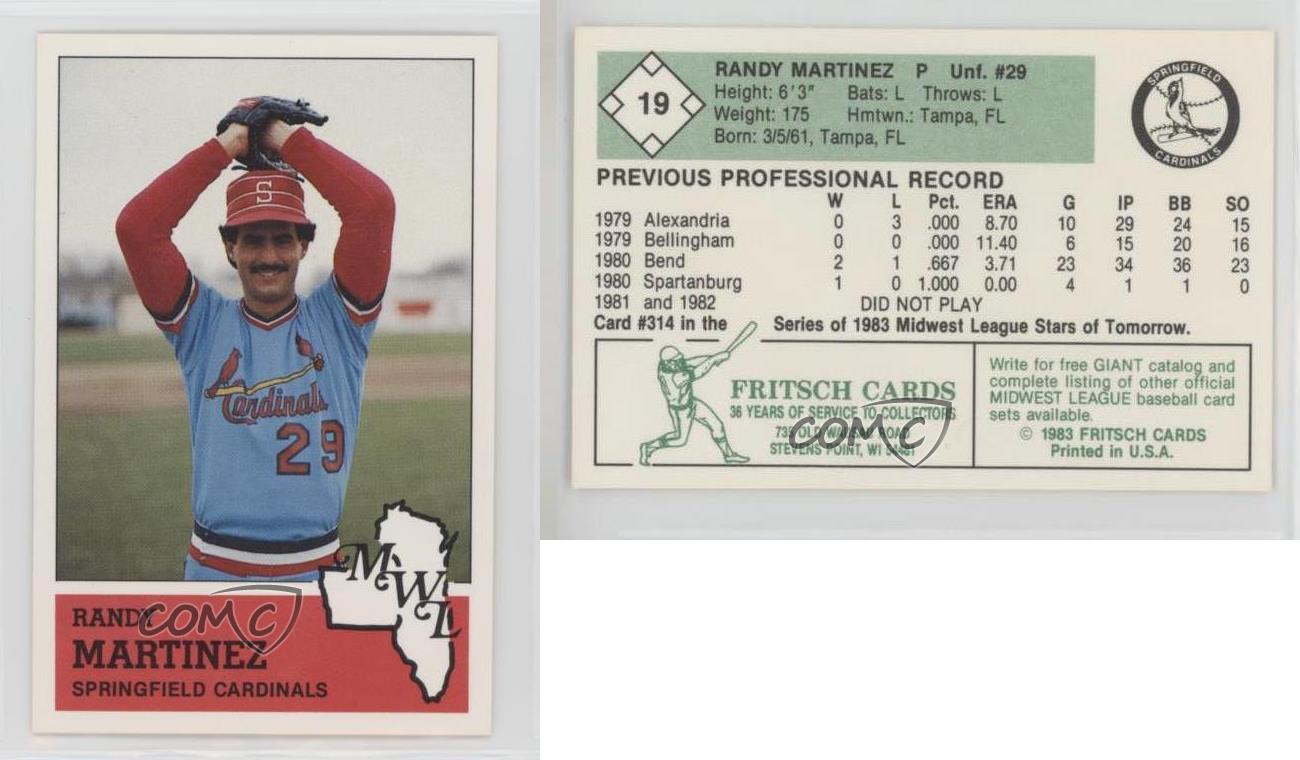 S
Cardinals
29
MWL
RANDY
MARTINEZ
SPRINGFIELD CARDINALS
COMC
19
RANDY MARTINEZ P Unf. #29
Height: 6'3" Bats: L Throws: L
Weight: 175 Hmtwn.: Tampa, FL
Born: 3/5/61, Tampa, FL
SPRINGFIELD
CARDINALS
PREVIOUS PROFESSIONAL RECORD
W L Pct. ERA G IP BB SO
1979 Alexandria 0 3 .000 8.70 10 29 24 15
1979 Bellingham 0 0 .000 11.40 6 15 20 16
1980 Bend 2 1 .667 3.71 23 34 36 23
1980 Spartanburg 1 0 1.000 0.00 4 1 1 0
1981 and 1982 DID NOT PLAY
Card #314 in the Series of 1983 Midwest League Stars of Tomorrow.
FRITSCH CARDS
36 YEARS OF SERVICE TO COLLECTORS
735 OLD WAUSAU ROAD
STEVENS POINT, WI 54481
COMC
Write for free GIANT catalog and
complete listing of other official
MIDWEST LEAGUE baseball card
sets available.
© 1983 FRITSCH CARDS
Printed in U.S.A.